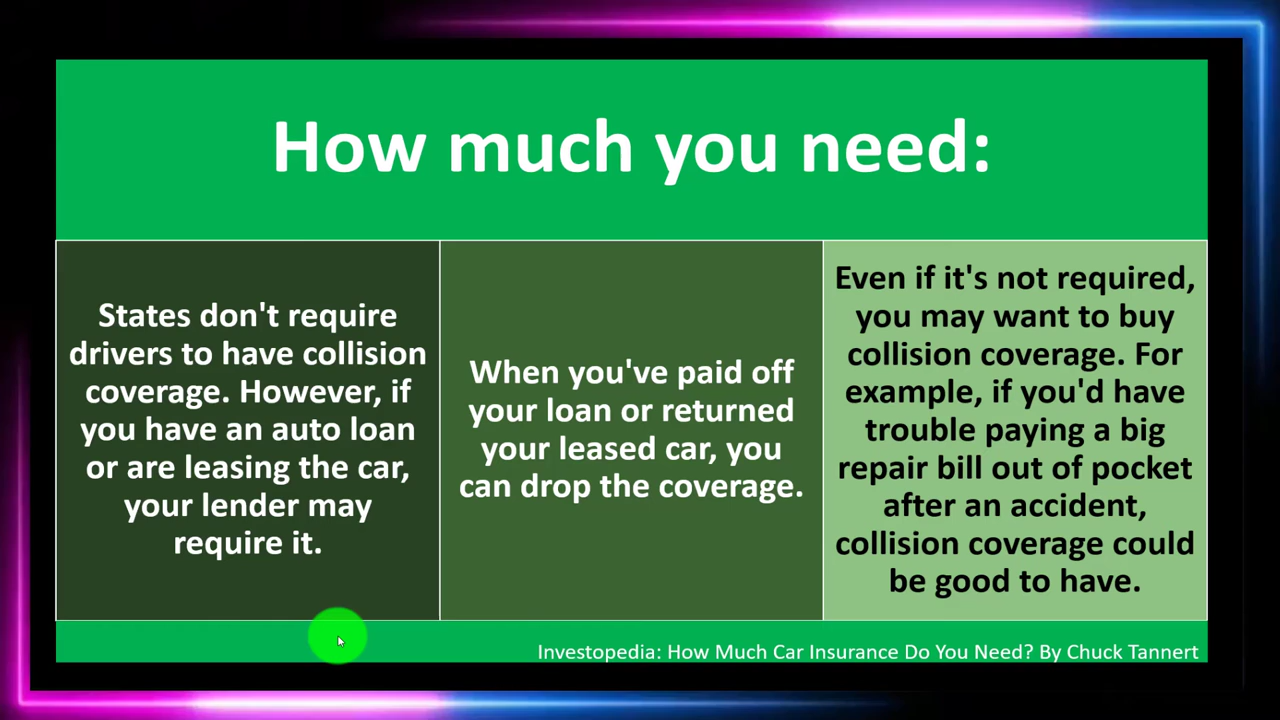 How much you need:
States don't require
drivers to have collision
coverage. However, if
you have an auto loan
or are leasing the car,
your lender may
require it.
When you've paid off
your loan or returned
your leased car, you
can drop the coverage.
Even if it's not required,
you may want to buy
collision coverage. For
example, if you'd have
trouble paying a big
repair bill out of pocket
after an accident,
collision coverage could
be good to have.
Investopedia: How Much Car Insurance Do You Need? By Chuck Tannert